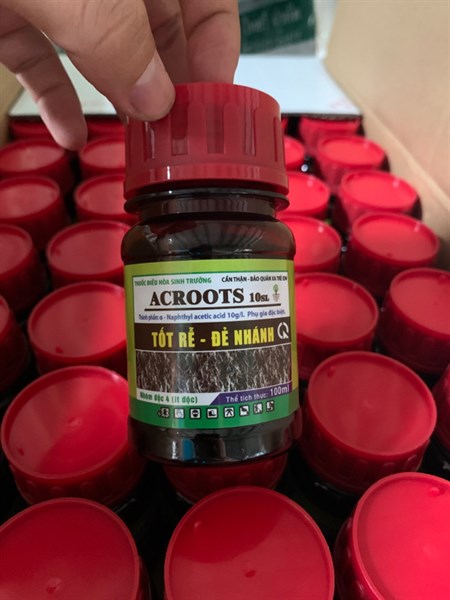 THUỐC ĐIỀU HÒA SINH TRƯỞNG
CẨN THẬN - BẢO QUẢN XA TRẺ EM
ACROOTS 10SL
Thành phần: α - Naphthyl acetic acid 10g/l. Phụ gia đặc biệt.
TỐT RỄ - ĐẺ NHÁNH
Nhóm độc 4 (ít độc)
Thể tích thực: 100ml